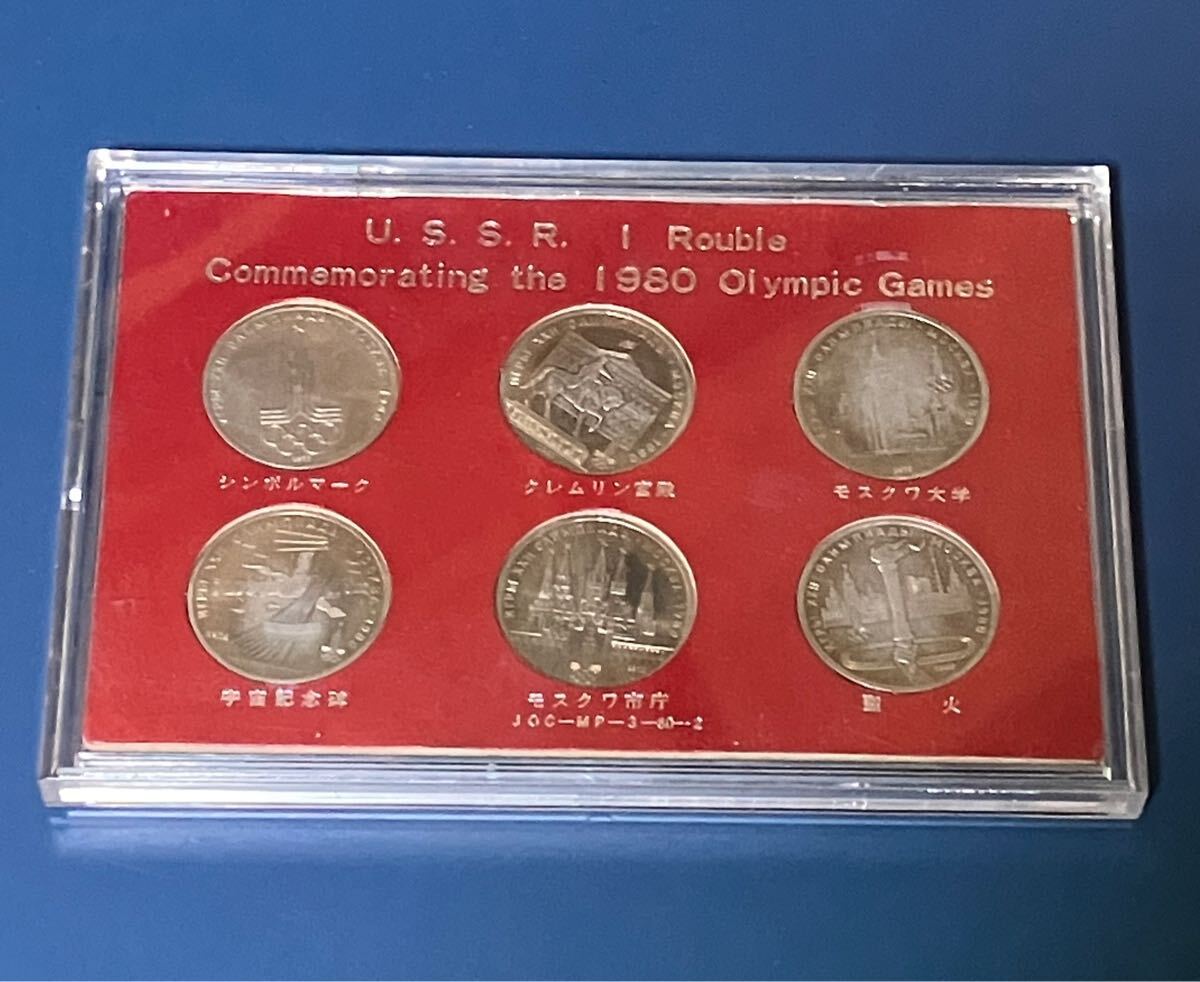 U. S. S. R. 1 Rouble
Commemorating the 1980 Olympic Games
シンボルマーク
クレムリン宮殿
モスクワ大学
宇宙記念碑
モスクワ市庁
JOC-MP-3-80-2
聖火